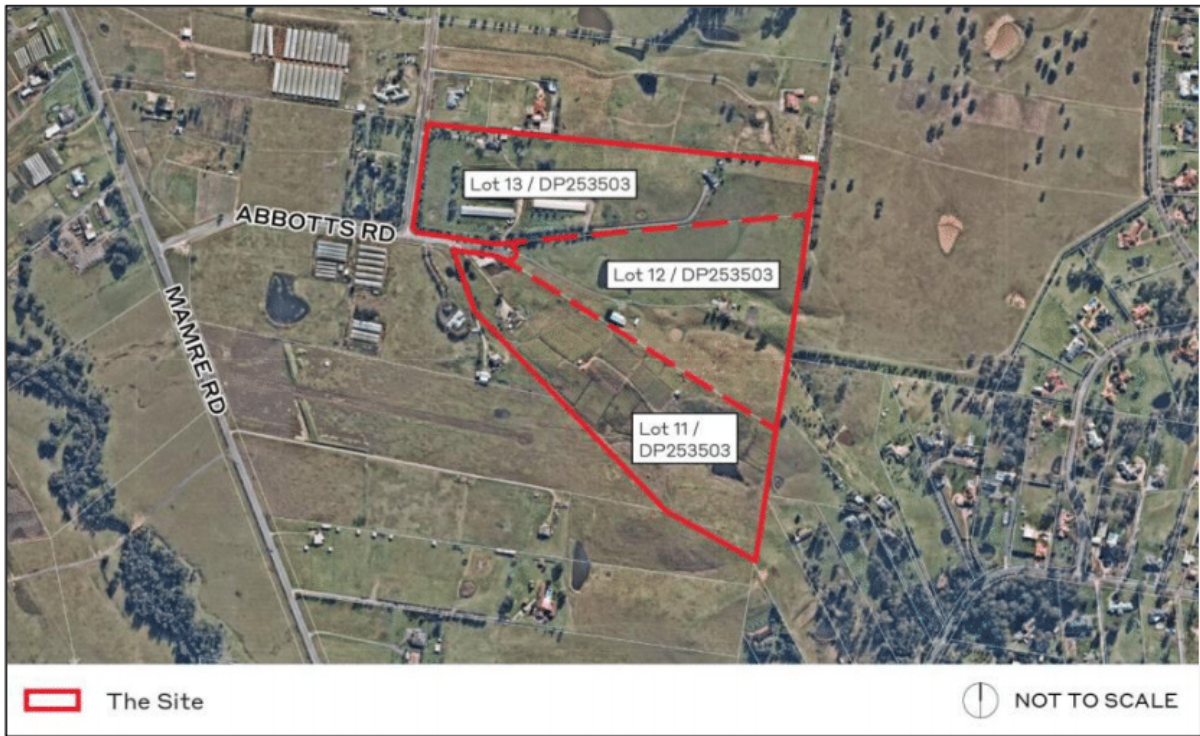 Lot 13 / DP253503
ABBOTTS RD
Lot 12 / DP253503
MAMRE RD
Lot 11 /
DP253503
The Site
NOT TO SCALE